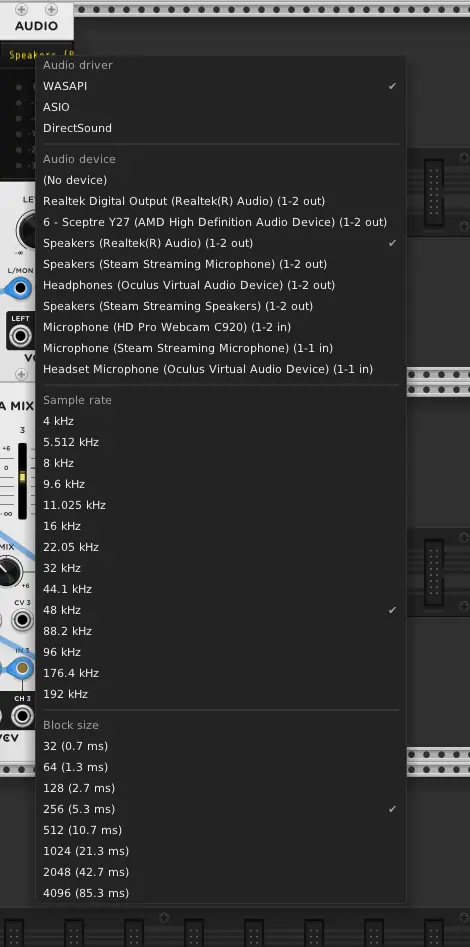 AUDIO
Speakers (R
Audio driver
WASAPI ✔
ASIO
DirectSound
Audio device
(No device)
Realtek Digital Output (Realtek(R) Audio) (1-2 out)
6 - Sceptre Y27 (AMD High Definition Audio Device) (1-2 out)
Speakers (Realtek(R) Audio) (1-2 out) ✔
Speakers (Steam Streaming Microphone) (1-2 out)
Headphones (Oculus Virtual Audio Device) (1-2 out)
Speakers (Steam Streaming Speakers) (1-2 out)
Microphone (HD Pro Webcam C920) (1-2 in)
Microphone (Steam Streaming Microphone) (1-1 in)
Headset Microphone (Oculus Virtual Audio Device) (1-1 in)
Sample rate
4 kHz
5.512 kHz
8 kHz
9.6 kHz
11.025 kHz
16 kHz
22.05 kHz
32 kHz
44.1 kHz
48 kHz ✔
88.2 kHz
96 kHz
176.4 kHz
192 kHz
Block size
32 (0.7 ms)
64 (1.3 ms)
128 (2.7 ms)
256 (5.3 ms) ✔
512 (10.7 ms)
1024 (21.3 ms)
2048 (42.7 ms)
4096 (85.3 ms)
LE
-∞
L/MON
LEFT
VC
A MIX
3
+6
0
-∞
MIX
+6
CV 3
IN 3
CH 3
VCV